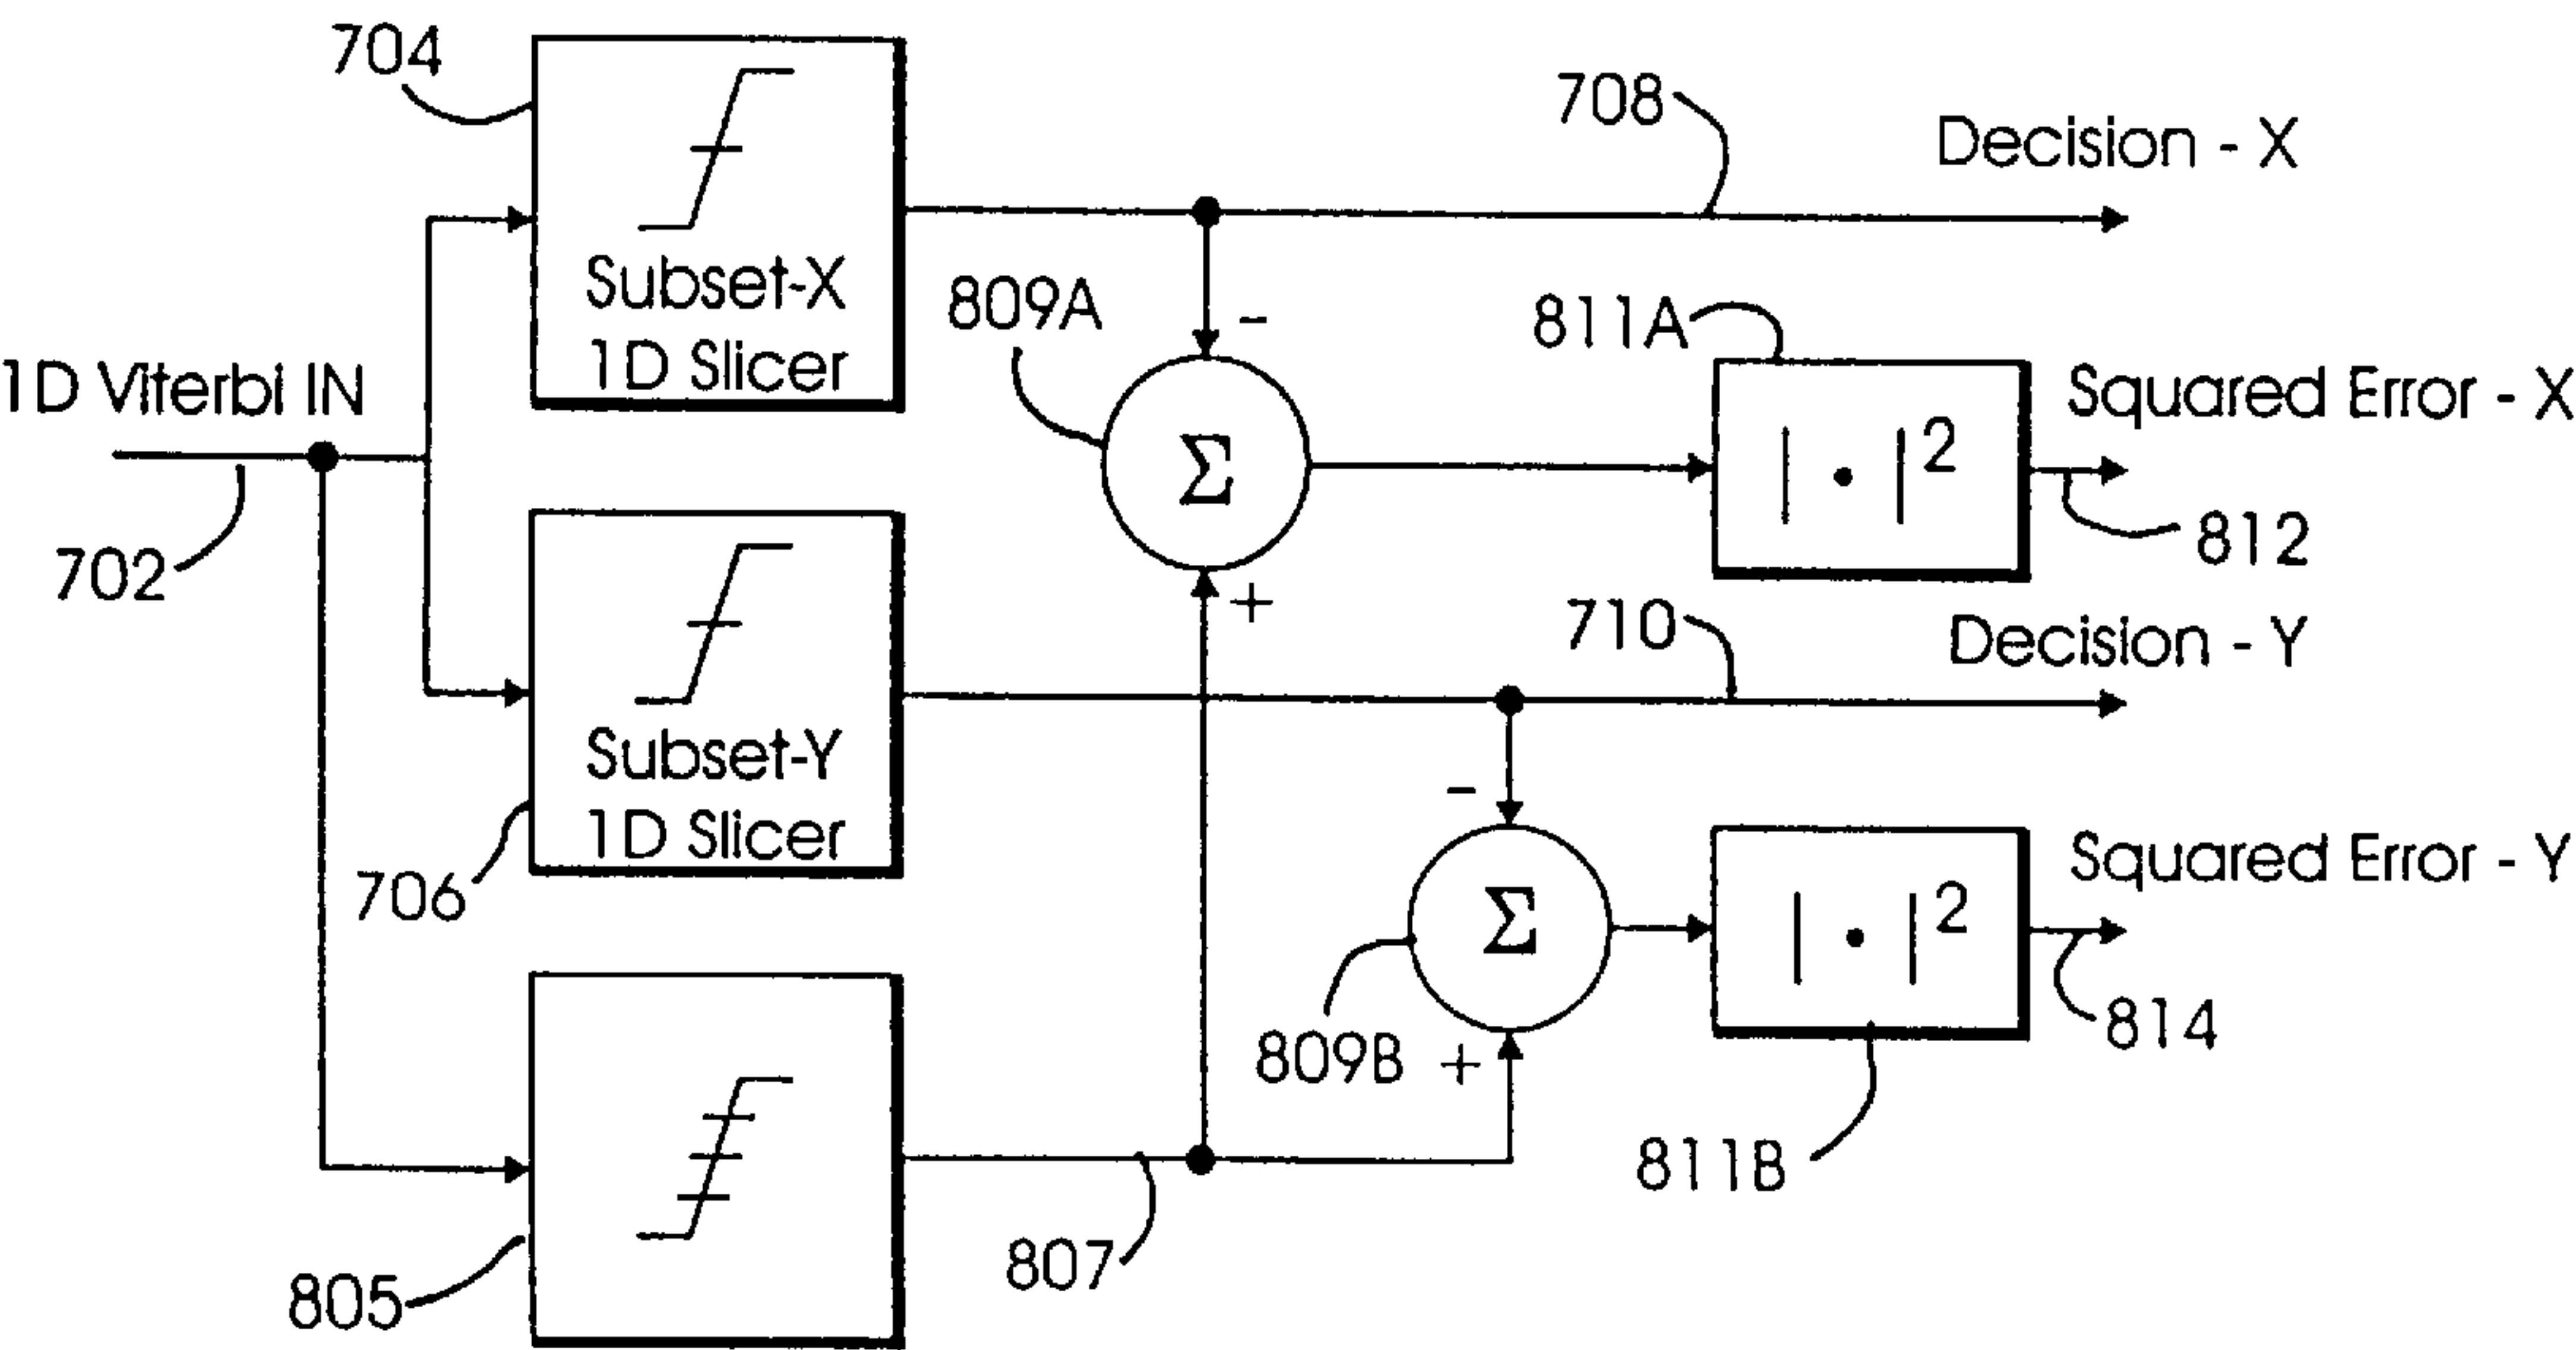 704
708
Decision - X
Subset-X
1D Slicer
809A
-
811A
1D Viterbi IN
Σ
| • | 2
Squared Error - X
702
812
+
710
Decision - Y
Subset-Y
1D Slicer
706
-
Σ
| • | 2
Squared Error - Y
809B
+
814
811B
805
807